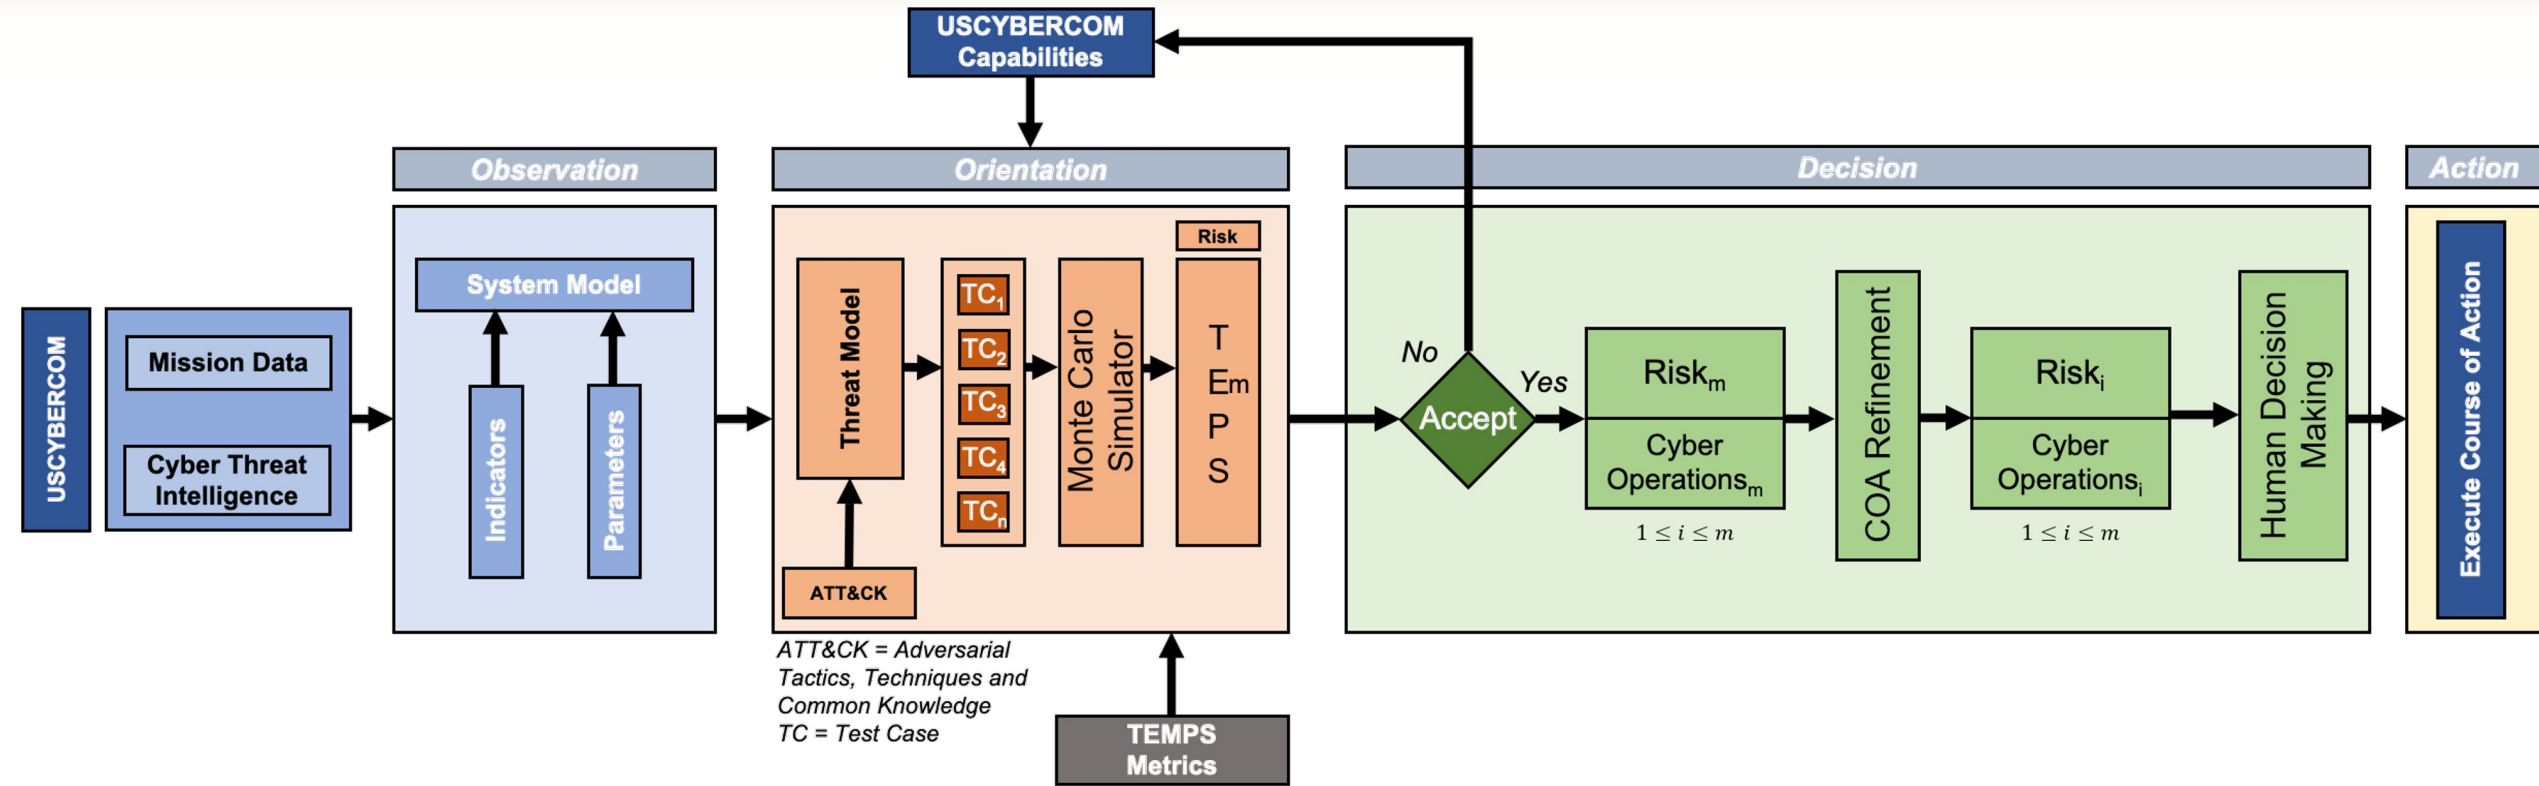 USCYBERCOM
Capabilities
Observation
Orientation
Decision
Action
USCYBERCOM
Mission Data
Cyber Threat
Intelligence
System Model
Indicators
Parameters
Threat Model
ATT&CK
TC1
TC2
TC3
TC4
TCn
Monte Carlo
Simulator
Risk
T
Em
P
S
No
Accept
Yes
Riskm
Cyber
Operationsm
1 ≤ i ≤ m
COA Refinement
Riski
Cyber
Operationsi
1 ≤ i ≤ m
Human Decision
Making
Execute Course of Action
ATT&CK = Adversarial
Tactics, Techniques and
Common Knowledge
TC = Test Case
TEMPS
Metrics